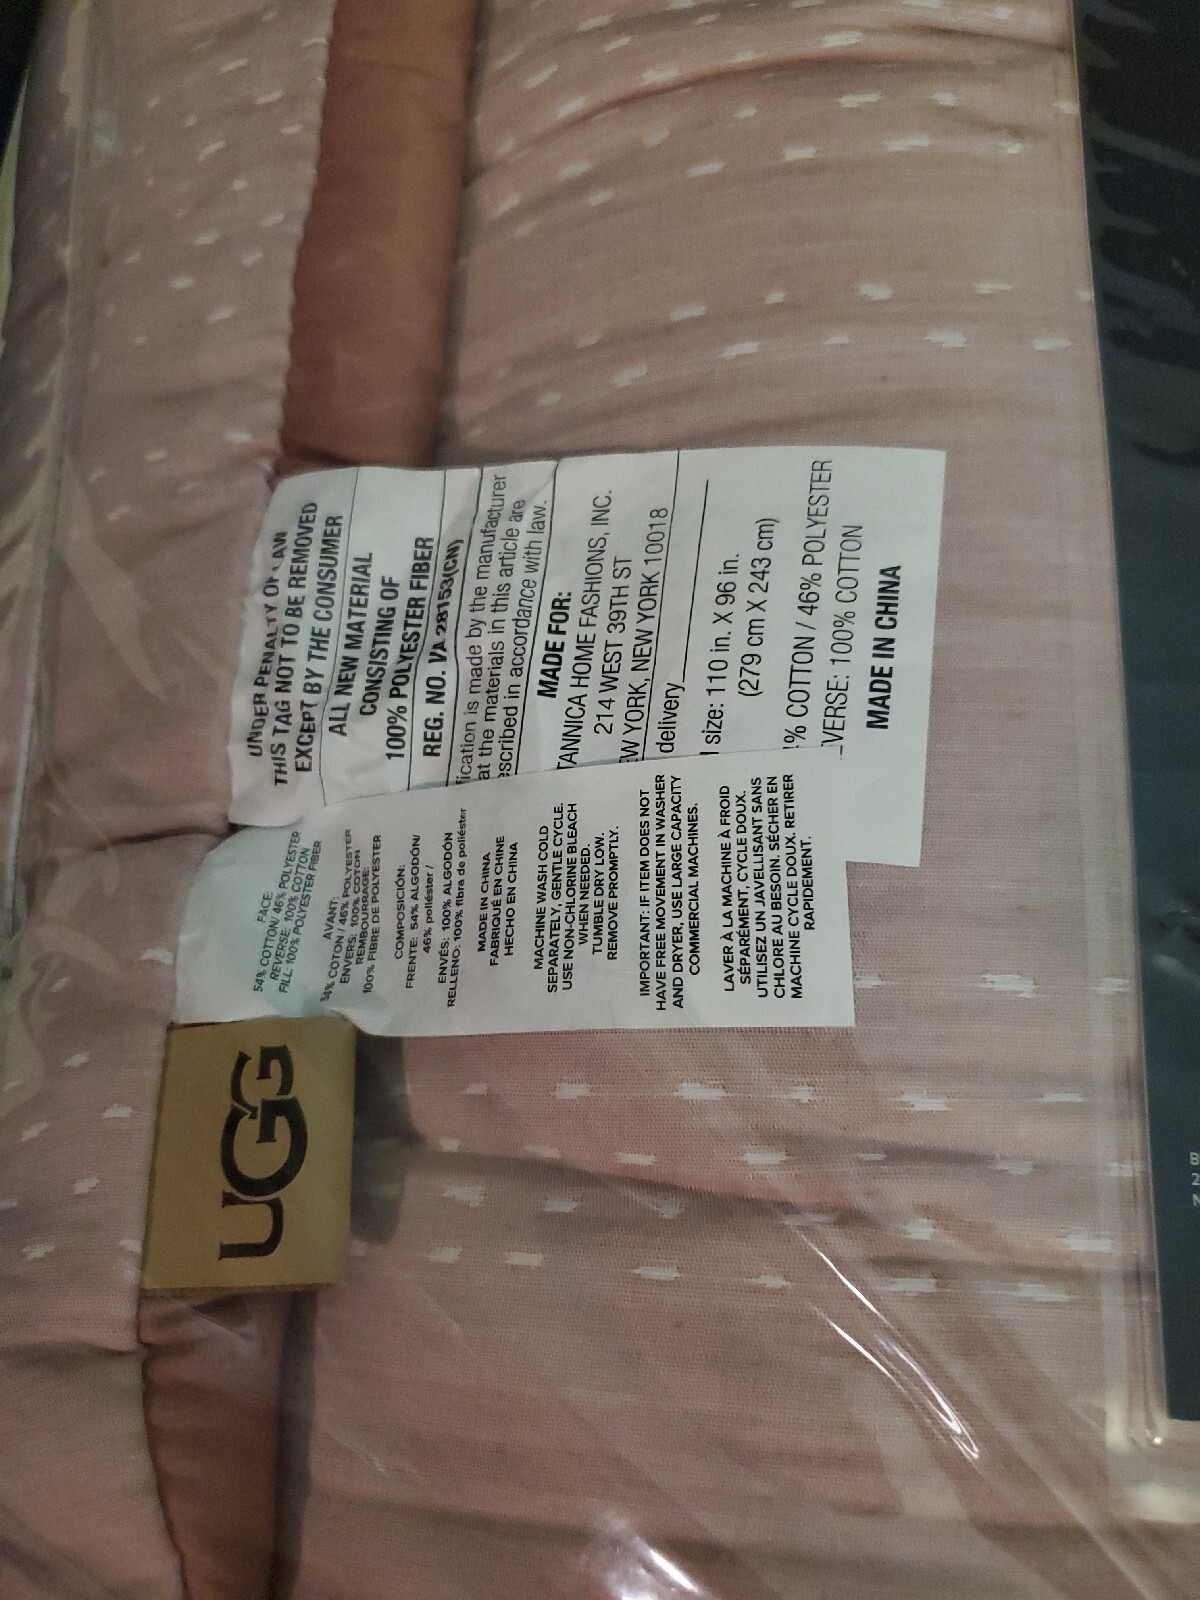 UNDER PENALTY OF LAW
THIS TAG NOT TO BE REMOVED
EXCEPT BY THE CONSUMER
ALL NEW MATERIAL
CONSISTING OF
100% POLYESTER FIBER
REG. NO. VA 28153(CN)
fication is made by the manufacturer
at the materials in this article are
escribed in accordance with law.
MADE FOR:
TANNICA HOME FASHIONS, INC.
214 WEST 39TH ST
W YORK, NEW YORK 10018
delivery
size: 110 in. X 96 in.
(279 cm X 243 cm)
% COTTON / 46% POLYESTER
VERSE: 100% COTTON
MADE IN CHINA
FACE:
54% COTTON/ 46% POLYESTER
REVERSE: 100% COTTON
FILL: 100% POLYESTER FIBER
AVANT:
54% COTON / 46% POLYESTER
ENVERS: 100% COTON
REMBOURRAGE:
100% FIBRE DE POLYESTER
COMPOSICIÓN:
FRENTE: 54% ALGODÓN/
46% poliéster /
ENVÉS: 100% ALGODÓN
RELLENO: 100% fibra de poliéster
MADE IN CHINA
FABRIQUÉ EN CHINE
HECHO EN CHINA
MACHINE WASH COLD
SEPARATELY, GENTLE CYCLE.
USE NON-CHLORINE BLEACH
WHEN NEEDED.
TUMBLE DRY LOW.
REMOVE PROMPTLY.
IMPORTANT: IF ITEM DOES NOT
HAVE FREE MOVEMENT IN WASHER
AND DRYER, USE LARGE CAPACITY
COMMERCIAL MACHINES.
LAVER À LA MACHINE À FROID
SÉPARÉMENT, CYCLE DOUX.
UTILISEZ UN JAVELLISANT SANS
CHLORE AU BESOIN. SÉCHER EN
MACHINE CYCLE DOUX. RETIRER
RAPIDEMENT.
UGG